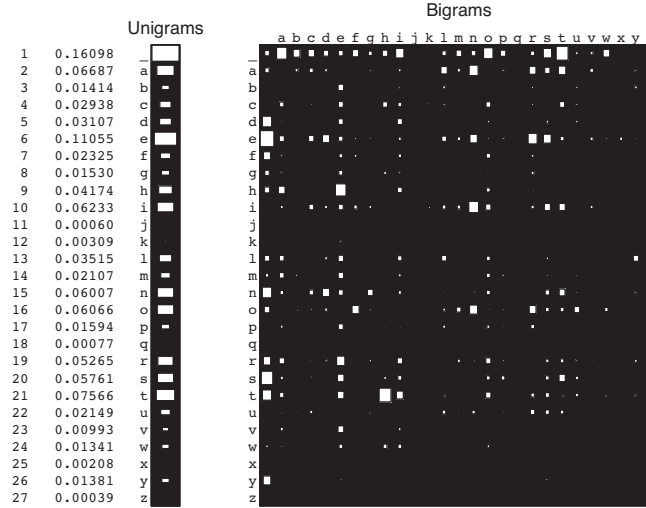 Bigrams
Unigrams
a b c d e f g h i j k l m n o p q r s t u v w x y
1 0.16098 _ _
2 0.06687 a a
3 0.01414 b b
4 0.02938 c c
5 0.03107 d d
6 0.11055 e e
7 0.02325 f f
8 0.01530 g g
9 0.04174 h h
10 0.06233 i i
11 0.00060 j j
12 0.00309 k k
13 0.03515 l l
14 0.02107 m m
15 0.06007 n n
16 0.06066 o o
17 0.01594 p p
18 0.00077 q q
19 0.05265 r r
20 0.05761 s s
21 0.07566 t t
22 0.02149 u u
23 0.00993 v v
24 0.01341 w w
25 0.00208 x x
26 0.01381 y y
27 0.00039 z z